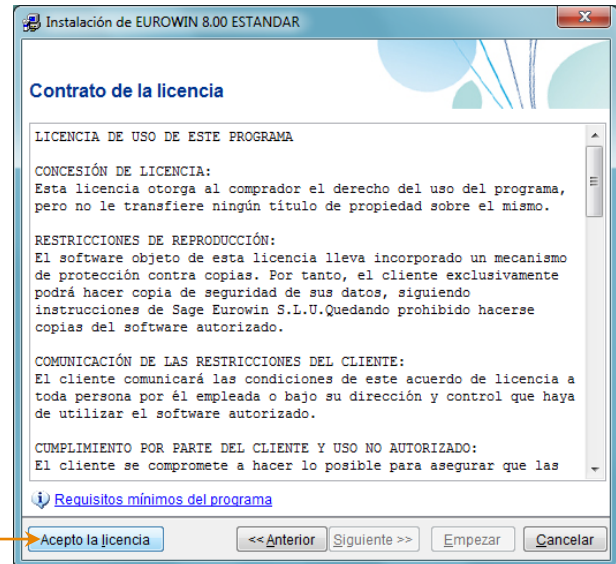 Instalación de EUROWIN 8.00 ESTANDAR
Contrato de la licencia
LICENCIA DE USO DE ESTE PROGRAMA
CONCESIÓN DE LICENCIA:
Esta licencia otorga al comprador el derecho del uso del programa,
pero no le transfiere ningún título de propiedad sobre el mismo.
RESTRICCIONES DE REPRODUCCIÓN:
El software objeto de esta licencia lleva incorporado un mecanismo
de protección contra copias. Por tanto, el cliente exclusivamente
podrá hacer copia de seguridad de sus datos, siguiendo
instrucciones de Sage Eurowin S.L.U.Quedando prohibido hacerse
copias del software autorizado.
COMUNICACIÓN DE LAS RESTRICCIONES DEL CLIENTE:
El cliente comunicará las condiciones de este acuerdo de licencia a
toda persona por él empleada o bajo su dirección y control que haya
de utilizar el software autorizado.
CUMPLIMIENTO POR PARTE DEL CLIENTE Y USO NO AUTORIZADO:
El cliente se compromete a hacer lo posible para asegurar que las
Requisitos mínimos del programa
Acepto la licencia << Anterior Siguiente >> Empezar Cancelar